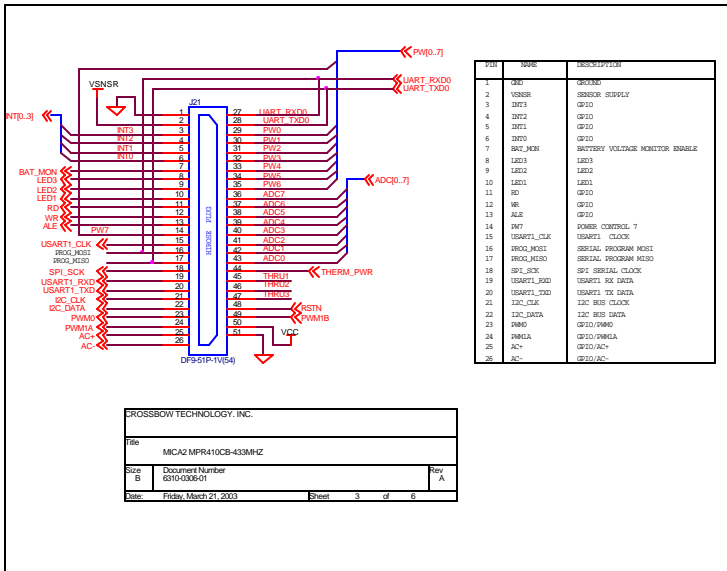 PW[0..7]
UART_RXD0
UART_TXD0
VSNSR
J21
INT[0..3]
1 27 UART_RXD0
2 28 UART_TXD0
INT3 3 29 PW0
INT2 4 30 PW1
INT1 5 31 PW2
INT0 6 32 PW3
BAT_MON 7 33 PW4
LED3 8 34 PW5
LED2 9 35 PW6
LED1 10 36 ADC7
RD 11 37 ADC6
WR 12 38 ADC5
ALE 13 39 ADC4
PW7 14 40 ADC3
USART1_CLK 15 41 ADC2
PROG_MOSI 16 42 ADC1
PROG_MISO 17 43 ADC0
SPI_SCK 18 44 THERM_PWR
USART1_RXD 19 45 THRU1
USART1_TXD 20 46 THRU2
I2C_CLK 21 47 THRU3
I2C_DATA 22 48 RSTN
PWM0 23 49 PWM1B
PWM1A 24 50
AC+ 25 51 VCC
AC- 26
ADC[0..7]
HIROSE PLUG
DF9-51P-1V(54)
PIN NAME DESCRIPTION
1 GND GROUND
2 VSNSR SENSOR SUPPLY
3 INT3 GPIO
4 INT2 GPIO
5 INT1 GPIO
6 INT0 GPIO
7 BAT_MON BATTERY VOLTAGE MONITOR ENABLE
8 LED3 LED3
9 LED2 LED2
10 LED1 LED1
11 RD GPIO
12 WR GPIO
13 ALE GPIO
14 PW7 POWER CONTROL 7
15 USART1_CLK USART1 CLOCK
16 PROG_MOSI SERIAL PROGRAM MOSI
17 PROG_MISO SERIAL PROGRAM MISO
18 SPI_SCK SPI SERIAL CLOCK
19 USART1_RXD USART1 RX DATA
20 USART1_TXD USART1 TX DATA
21 I2C_CLK I2C BUS CLOCK
22 I2C_DATA I2C BUS DATA
23 PWM0 GPIO/PWM0
24 PWM1A GPIO/PWM1A
25 AC+ GPIO/AC+
26 AC- GPIO/AC-
CROSSBOW TECHNOLOGY. INC.
Title
MICA2 MPR410CB-433MHZ
Size Document Number Rev
B 6310-0306-01 A
Date: Friday, March 21, 2003 Sheet 3 of 6